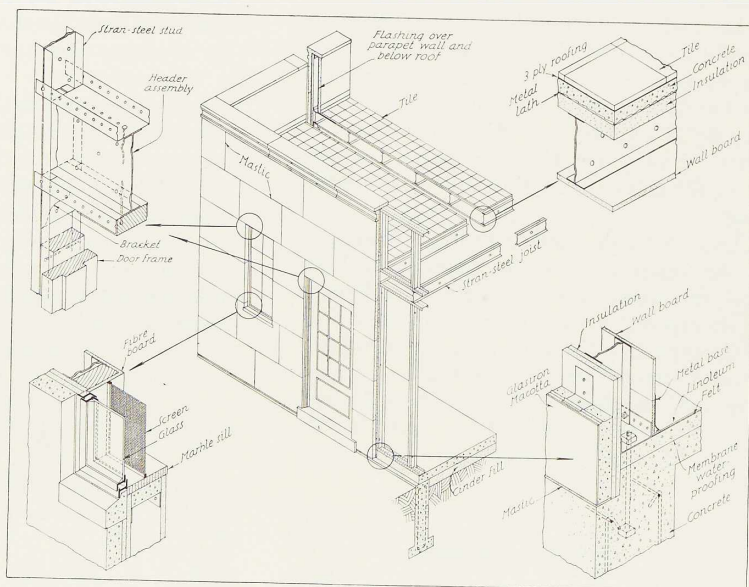 Stran-steel stud
Header
assembly
Bracket
Door frame
Flashing over
parapet wall and
below roof
Tile
Mastic
Stran-steel joist
Cinder fill
3 ply roofing
Metal
lath
Tile
Concrete
Insulation
Wall board
Fibre
board
Screen
Glass
Marble sill
Insulation
Wall board
Glasiron
Macotta
Metal base
Linoleum
Felt
Mastic
Membrane
water-
proofing
Concrete